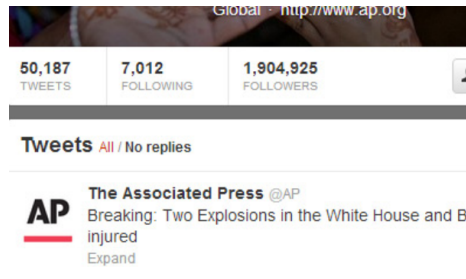 Global · http://www.ap.org
50,187 7,012 1,904,925
TWEETS FOLLOWING FOLLOWERS
Tweets All / No replies
The Associated Press @AP
AP
Breaking: Two Explosions in the White House and B
injured
Expand